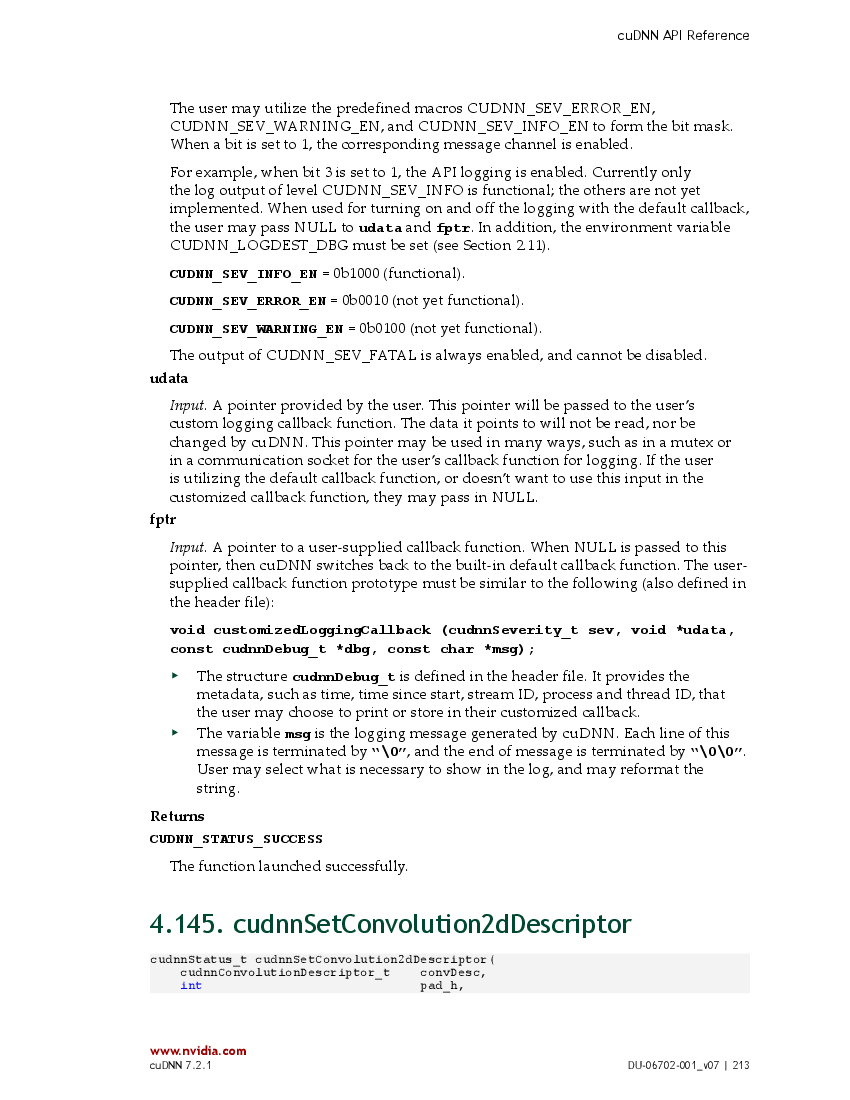 cuDNN API Reference
The user may utilize the predefined macros CUDNN_SEV_ERROR_EN,
CUDNN_SEV_WARNING_EN, and CUDNN_SEV_INFO_EN to form the bit mask.
When a bit is set to 1, the corresponding message channel is enabled.
For example, when bit 3 is set to 1, the API logging is enabled. Currently only
the log output of level CUDNN_SEV_INFO is functional; the others are not yet
implemented. When used for turning on and off the logging with the default callback,
the user may pass NULL to udata and fptr. In addition, the environment variable
CUDNN_LOGDEST_DBG must be set (see Section 2.11).
CUDNN_SEV_INFO_EN = 0b1000 (functional).
CUDNN_SEV_ERROR_EN = 0b0010 (not yet functional).
CUDNN_SEV_WARNING_EN = 0b0100 (not yet functional).
The output of CUDNN_SEV_FATAL is always enabled, and cannot be disabled.
udata
Input. A pointer provided by the user. This pointer will be passed to the user’s
custom logging callback function. The data it points to will not be read, nor be
changed by cuDNN. This pointer may be used in many ways, such as in a mutex or
in a communication socket for the user’s callback function for logging. If the user
is utilizing the default callback function, or doesn’t want to use this input in the
customized callback function, they may pass in NULL.
fptr
Input. A pointer to a user-supplied callback function. When NULL is passed to this
pointer, then cuDNN switches back to the built-in default callback function. The user-
supplied callback function prototype must be similar to the following (also defined in
the header file):
void customizedLoggingCallback (cudnnSeverity_t sev, void *udata,
const cudnnDebug_t *dbg, const char *msg);
▸ The structure cudnnDebug_t is defined in the header file. It provides the
metadata, such as time, time since start, stream ID, process and thread ID, that
the user may choose to print or store in their customized callback.
▸ The variable msg is the logging message generated by cuDNN. Each line of this
message is terminated by “\0”, and the end of message is terminated by “\0\0”.
User may select what is necessary to show in the log, and may reformat the
string.
Returns
CUDNN_STATUS_SUCCESS
The function launched successfully.
4.145. cudnnSetConvolution2dDescriptor
cudnnStatus_t cudnnSetConvolution2dDescriptor(
    cudnnConvolutionDescriptor_t    convDesc,
    int                             pad_h,
www.nvidia.com
cuDNN 7.2.1
DU-06702-001_v07 | 213